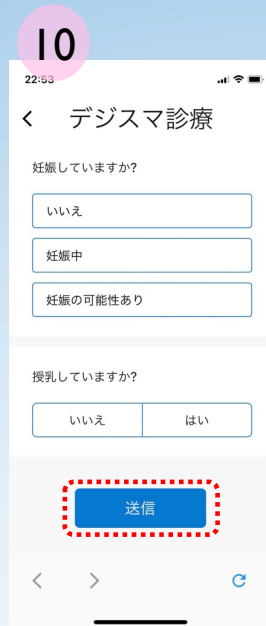 10
22:53
デジスマ診療
妊娠していますか?
いいえ
妊娠中
妊娠の可能性あり
授乳していますか?
いいえ はい
送信